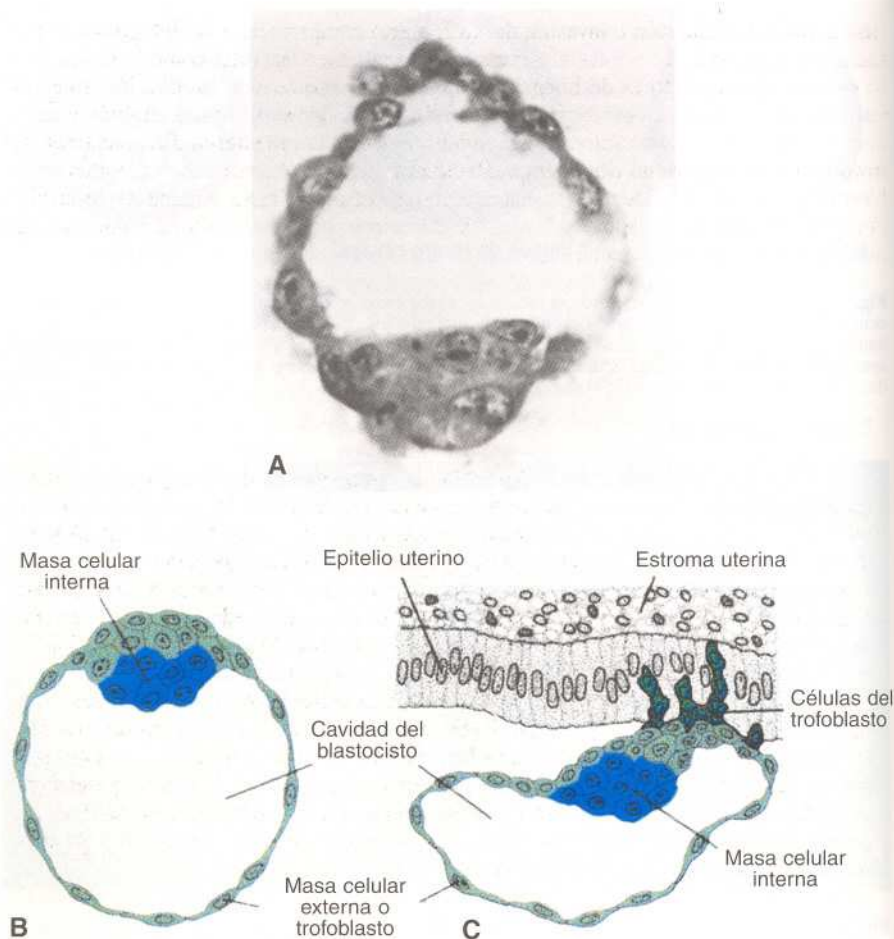 A
Masa celular
interna
Epitelio uterino
Estroma uterina
Células del
trofoblasto
Cavidad del
blastocisto
Masa celular
externa o
trofoblasto
Masa celular
interna
B
C